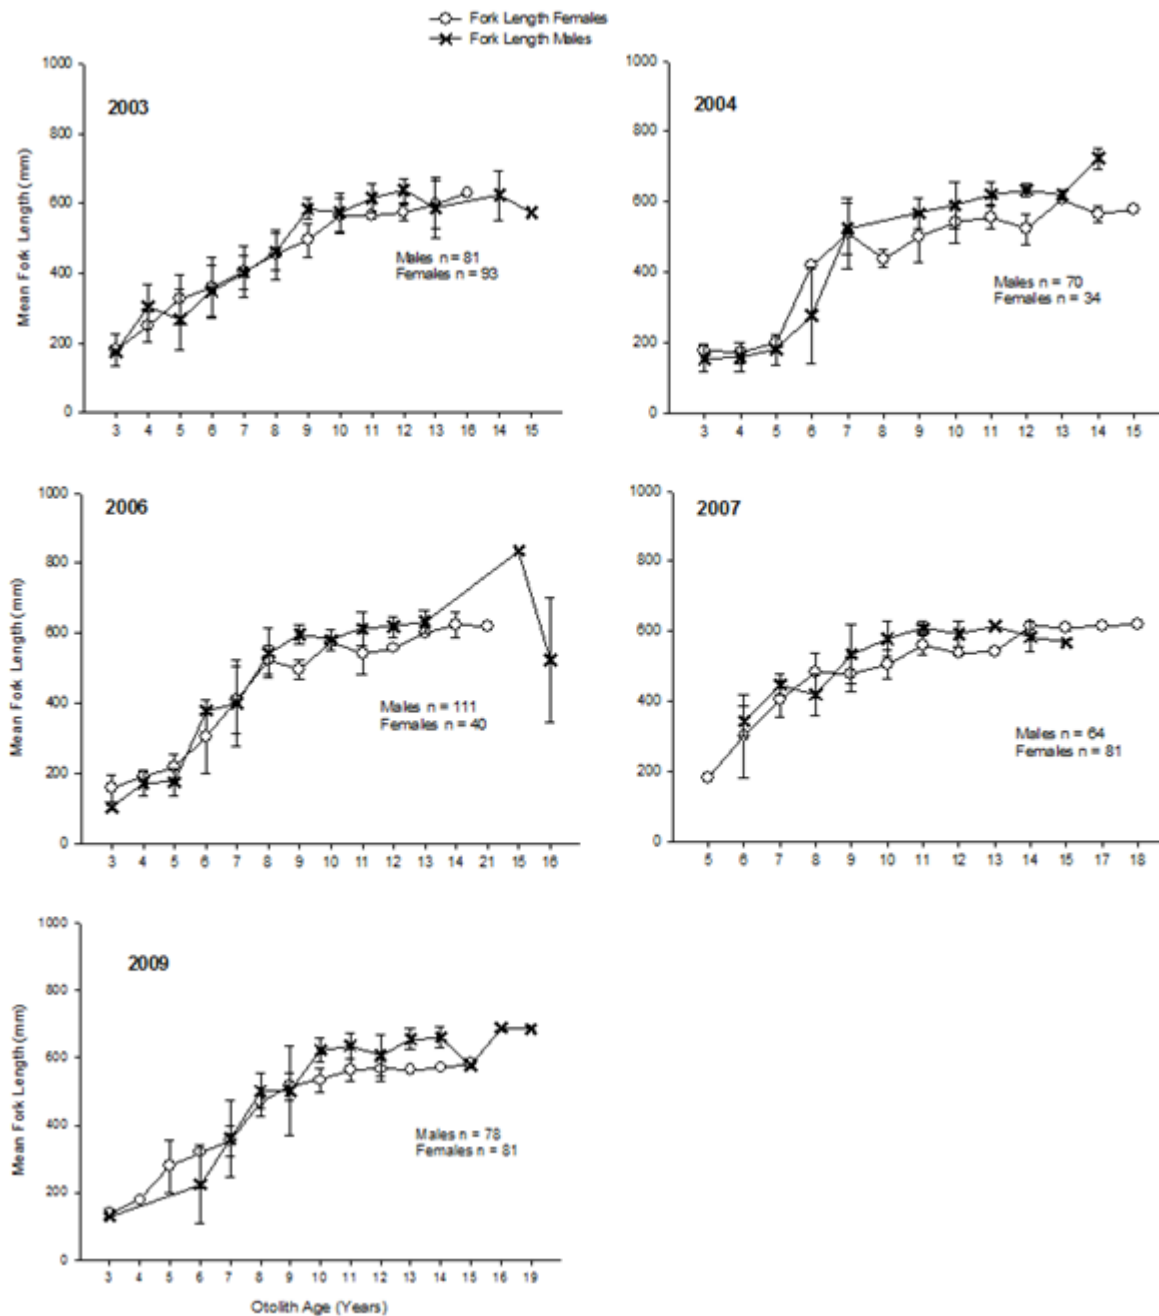 Fork Length Females
Fork Length Males
2003
Mean Fork Length (mm)
1000
800
600
400
200
0
Males n = 81
Females n = 93
3 4 5 6 7 8 9 10 11 12 13 16 14 15
2004
1000
800
600
400
200
0
Males n = 70
Females n = 34
3 4 5 6 7 8 9 10 11 12 13 14 15
2006
Mean Fork Length (mm)
1000
800
600
400
200
0
Males n = 111
Females n = 40
3 4 5 6 7 8 9 10 11 12 13 14 21 15 16
2007
1000
800
600
400
200
0
Males n = 64
Females n = 81
5 6 7 8 9 10 11 12 13 14 15 17 18
2009
Mean Fork Length (mm)
1000
800
600
400
200
0
Males n = 78
Females n = 81
3 4 5 6 7 8 9 10 11 12 13 14 15 16 19
Otolith Age (Years)